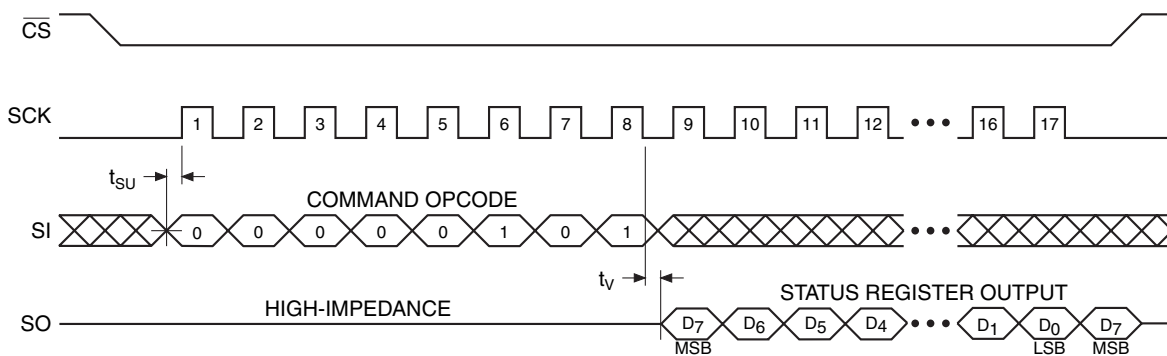 CS
SCK 1 2 3 4 5 6 7 8 9 10 11 12 ••• 16 17
tSU
COMMAND OPCODE
SI 0 0 0 0 0 1 0 1 •••
tV
HIGH-IMPEDANCE STATUS REGISTER OUTPUT
SO D7 D6 D5 D4 ••• D1 D0 D7
MSB LSB MSB